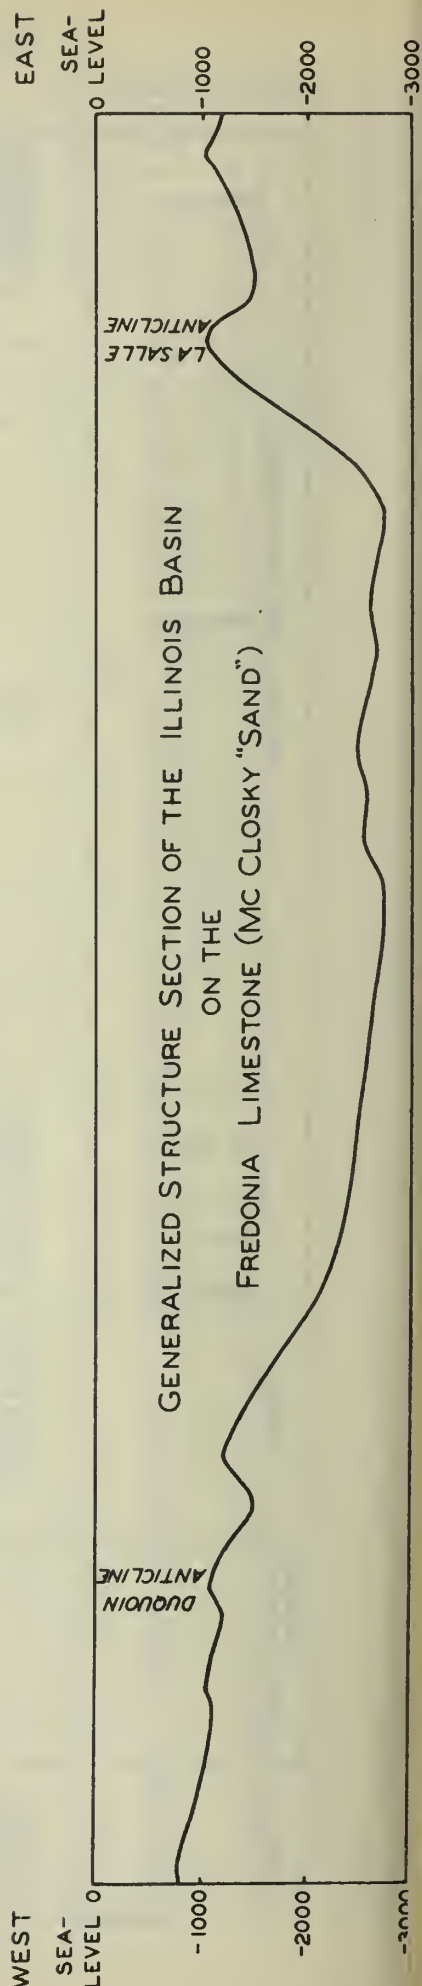 WEST
SEA-
LEVEL
0
-1000
-2000
-3000
DUQUOIN
ANTICLINE
GENERALIZED STRUCTURE SECTION OF THE ILLINOIS BASIN
ON THE
FREDONIA LIMESTONE (MC CLOSKY "SAND")
LA SALLE
ANTICLINE
EAST
SEA-
LEVEL
0
-1000
-2000
-3000